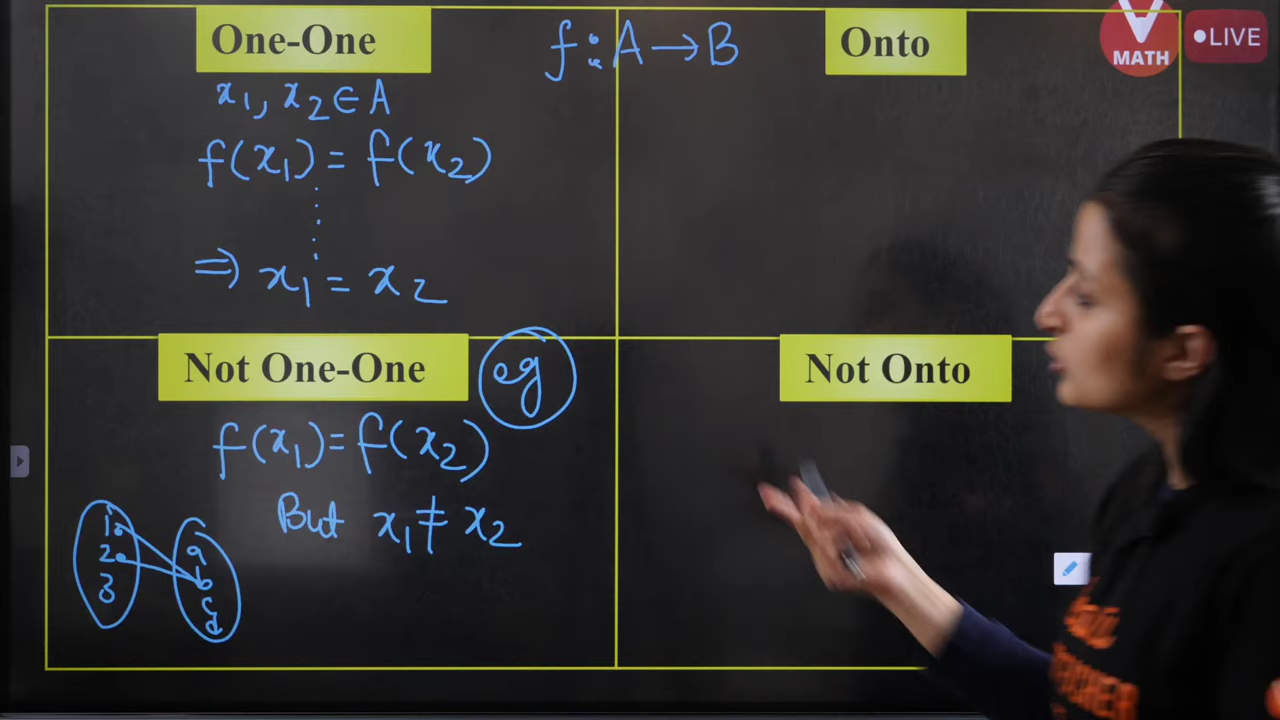 One-One
f : A → B
Onto
MATH
LIVE
x₁, x₂ ∈ A
f(x₁) = f(x₂)
⇒ x₁ = x₂
Not One-One
eg
Not Onto
f(x₁) = f(x₂)
But x₁ ≠ x₂
1
2
3
a
b
c
d